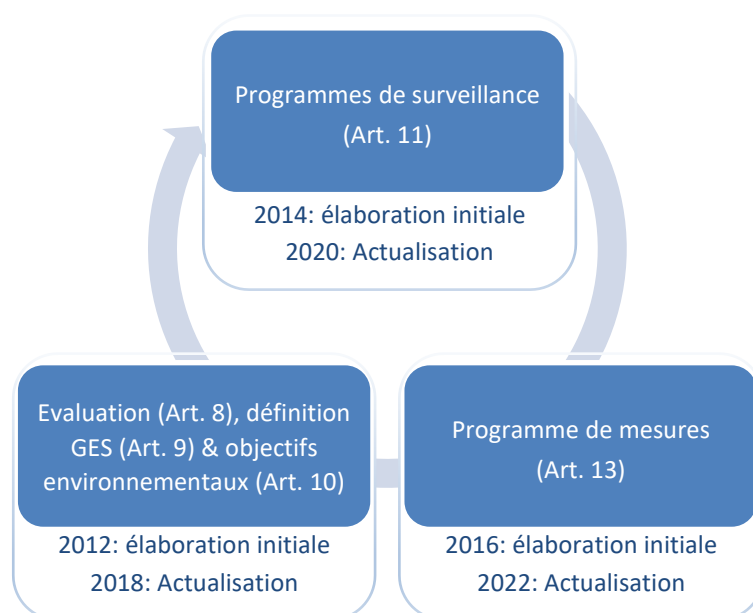 Programmes de surveillance
(Art. 11)
2014: élaboration initiale
2020: Actualisation
Evaluation (Art. 8), définition
GES (Art. 9) & objectifs
environnementaux (Art. 10)
2012: élaboration initiale
2018: Actualisation
Programme de mesures
(Art. 13)
2016: élaboration initiale
2022: Actualisation